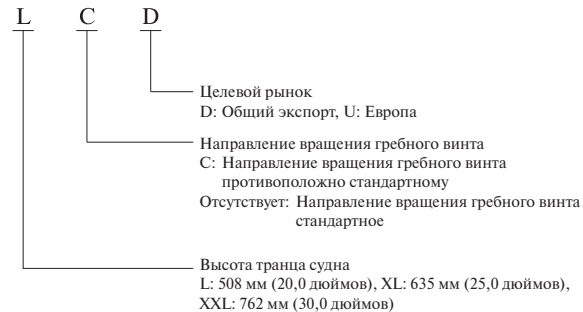 L C D
Целевой рынок
D: Общий экспорт, U: Европа
Направление вращения гребного винта
C: Направление вращения гребного винта
противоположно стандартному
Отсутствует: Направление вращения гребного винта
стандартное
Высота транца судна
L: 508 мм (20,0 дюймов), XL: 635 мм (25,0 дюймов),
XXL: 762 мм (30,0 дюймов)